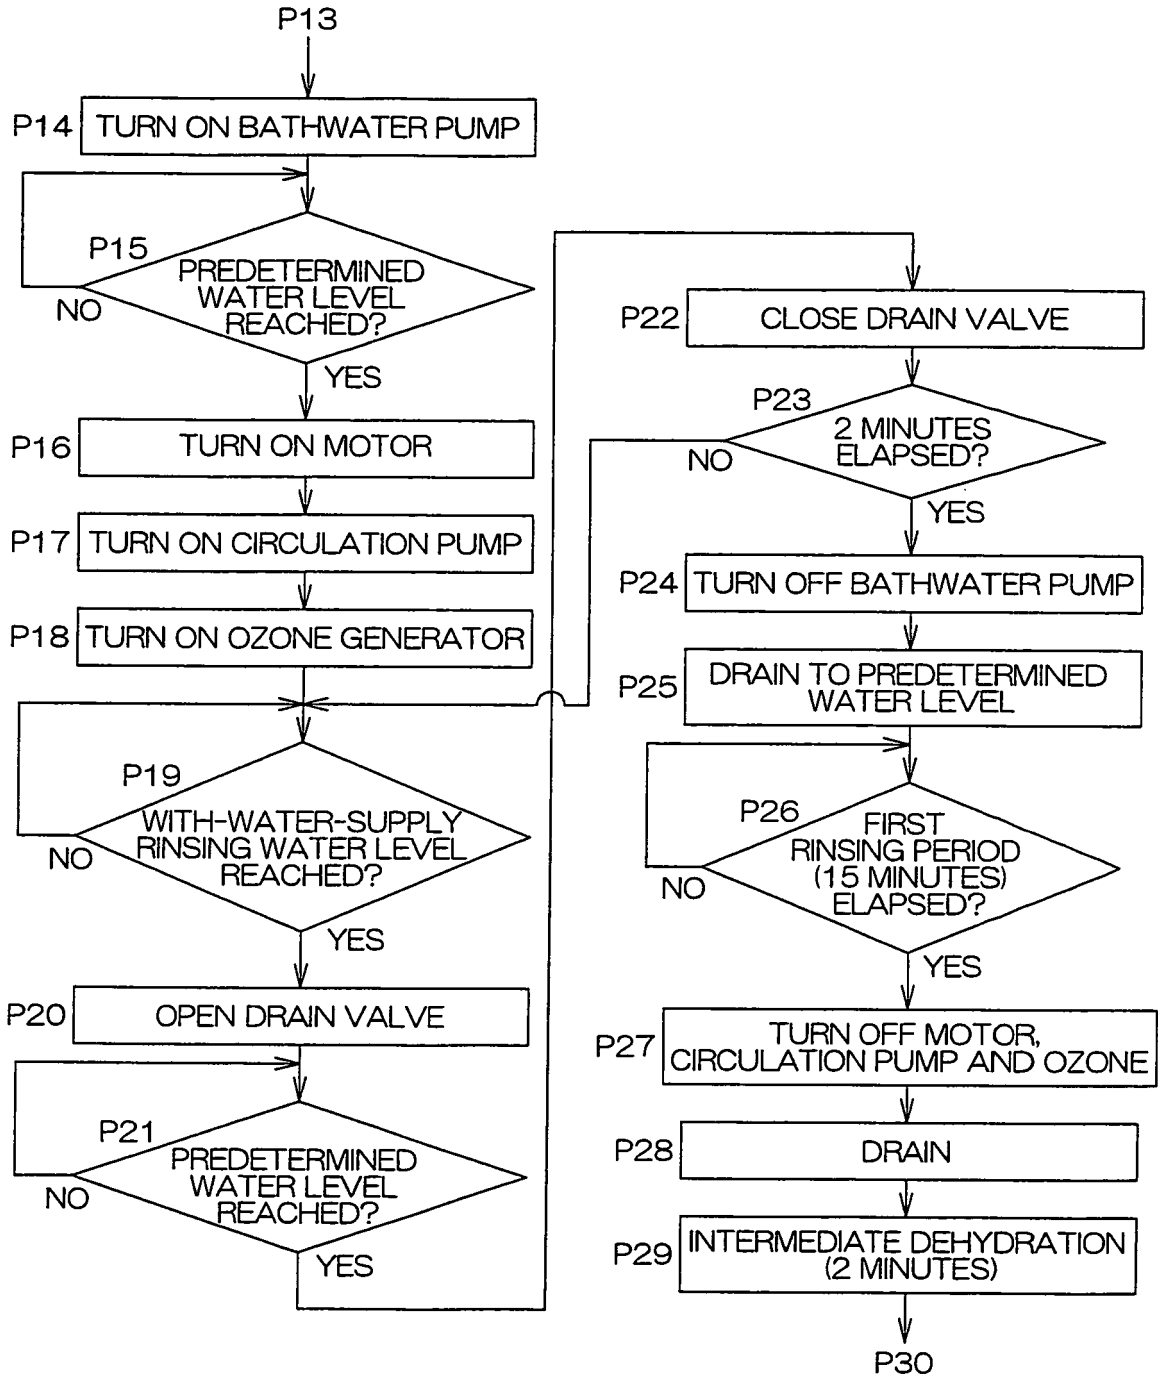 P13
P14
TURN ON BATHWATER PUMP
P15
PREDETERMINED
WATER LEVEL
REACHED?
NO
YES
P16
TURN ON MOTOR
P17
TURN ON CIRCULATION PUMP
P18
TURN ON OZONE GENERATOR
P19
WITH-WATER-SUPPLY
RINSING WATER LEVEL
REACHED?
NO
YES
P20
OPEN DRAIN VALVE
P21
PREDETERMINED
WATER LEVEL
REACHED?
NO
YES
P22
CLOSE DRAIN VALVE
P23
2 MINUTES
ELAPSED?
NO
YES
P24
TURN OFF BATHWATER PUMP
P25
DRAIN TO PREDETERMINED
WATER LEVEL
P26
FIRST
RINSING PERIOD
(15 MINUTES)
ELAPSED?
NO
YES
P27
TURN OFF MOTOR,
CIRCULATION PUMP AND OZONE
P28
DRAIN
P29
INTERMEDIATE DEHYDRATION
(2 MINUTES)
P30